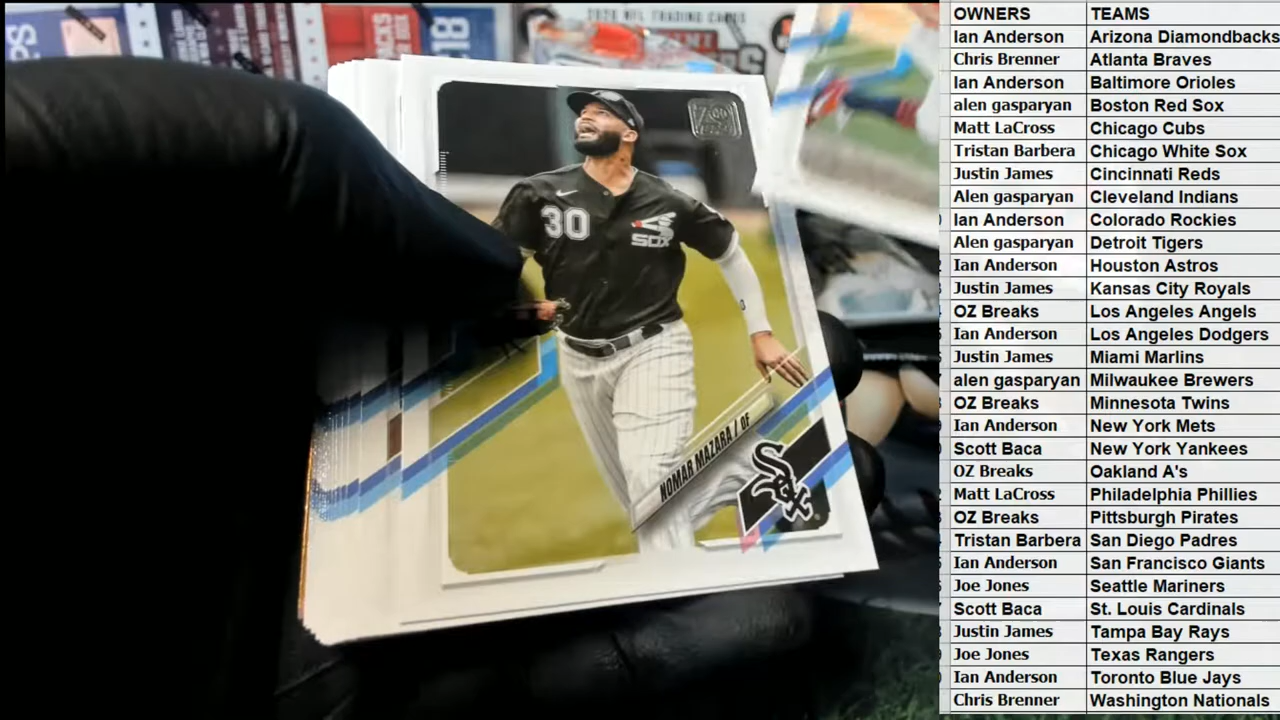 2020 NFL TRADING CARDS
18
30
SOX
70
NOMAR MAZARA / OF
Sox
OWNERS TEAMS
Ian Anderson Arizona Diamondbacks
Chris Brenner Atlanta Braves
Ian Anderson Baltimore Orioles
alen gasparyan Boston Red Sox
Matt LaCross Chicago Cubs
Tristan Barbera Chicago White Sox
Justin James Cincinnati Reds
Alen gasparyan Cleveland Indians
Ian Anderson Colorado Rockies
Alen gasparyan Detroit Tigers
Ian Anderson Houston Astros
Justin James Kansas City Royals
OZ Breaks Los Angeles Angels
Ian Anderson Los Angeles Dodgers
Justin James Miami Marlins
alen gasparyan Milwaukee Brewers
OZ Breaks Minnesota Twins
Ian Anderson New York Mets
Scott Baca New York Yankees
OZ Breaks Oakland A's
Matt LaCross Philadelphia Phillies
OZ Breaks Pittsburgh Pirates
Tristan Barbera San Diego Padres
Ian Anderson San Francisco Giants
Joe Jones Seattle Mariners
Scott Baca St. Louis Cardinals
Justin James Tampa Bay Rays
Joe Jones Texas Rangers
Ian Anderson Toronto Blue Jays
Chris Brenner Washington Nationals